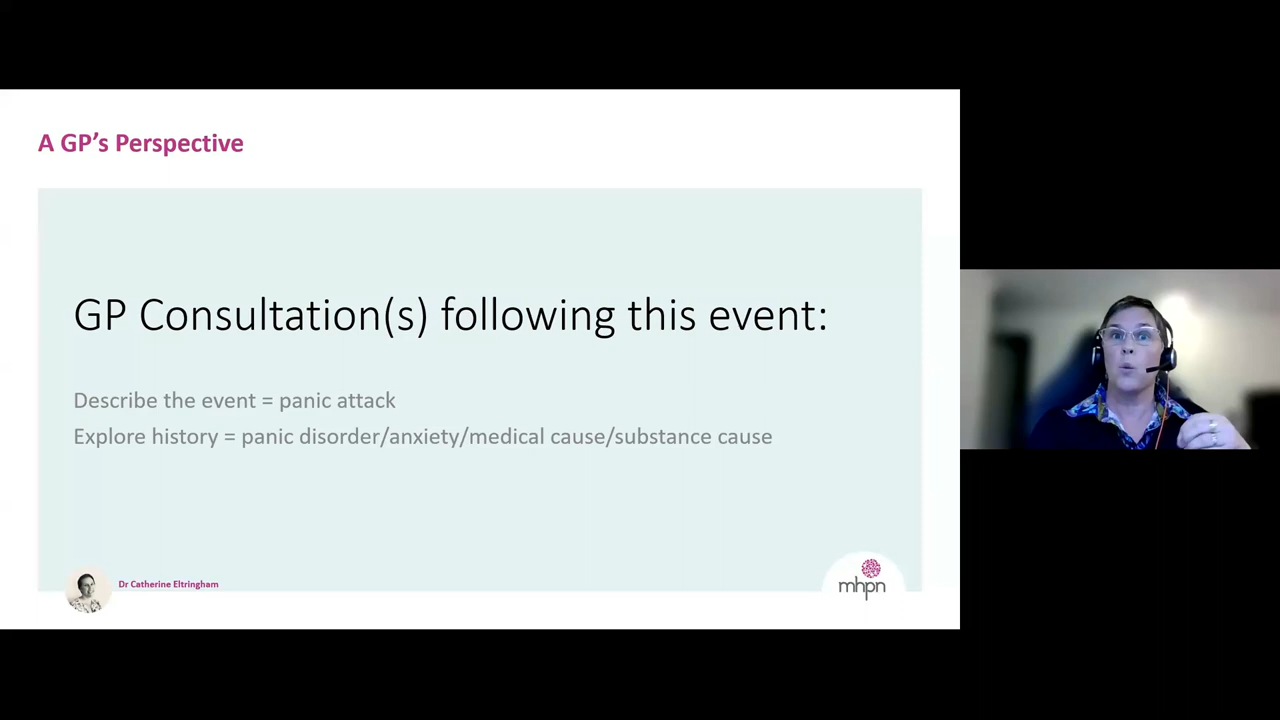 A GP’s Perspective
GP Consultation(s) following this event:
Describe the event = panic attack
Explore history = panic disorder/anxiety/medical cause/substance cause
Dr Catherine Eltringham
mhpn